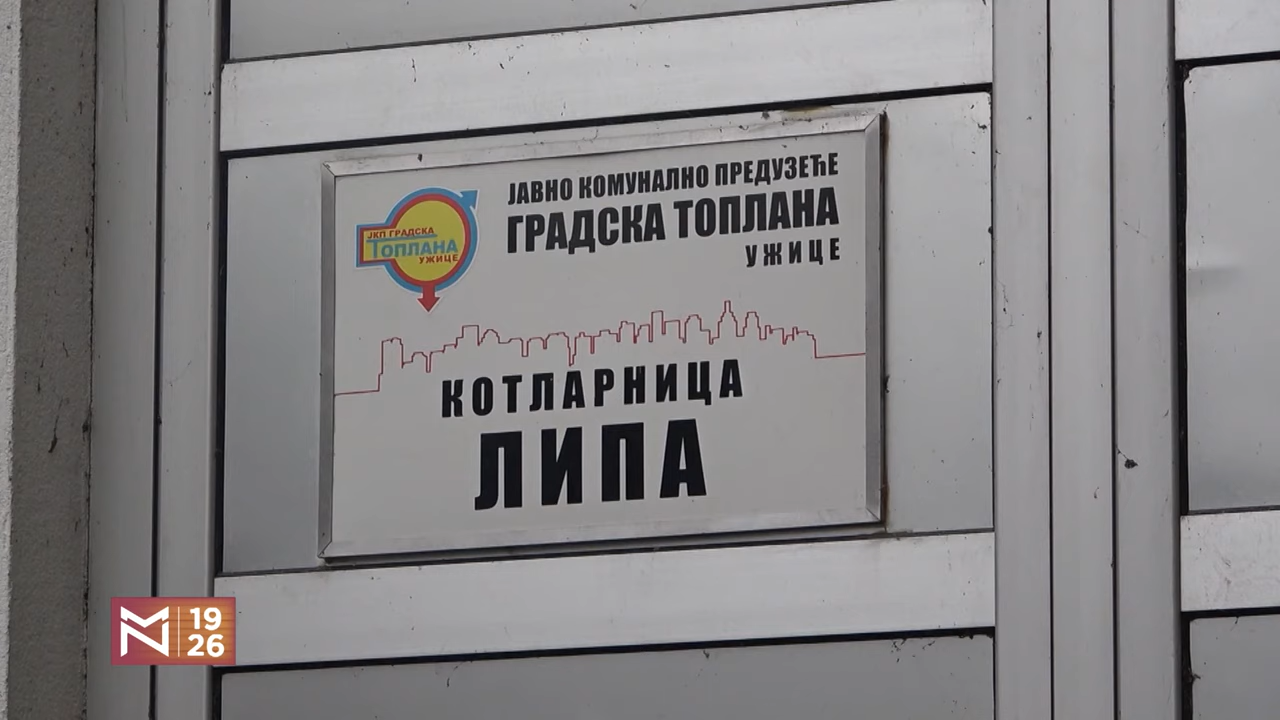 ЈАВНО КОМУНАЛНО ПРЕДУЗЕЋЕ
ГРАДСКА ТОПЛАНА
УЖИЦЕ
ЈКП ГРАДСКА
ТОПЛАНА
УЖИЦЕ
КОТЛАРНИЦА
ЛИПА
19
26